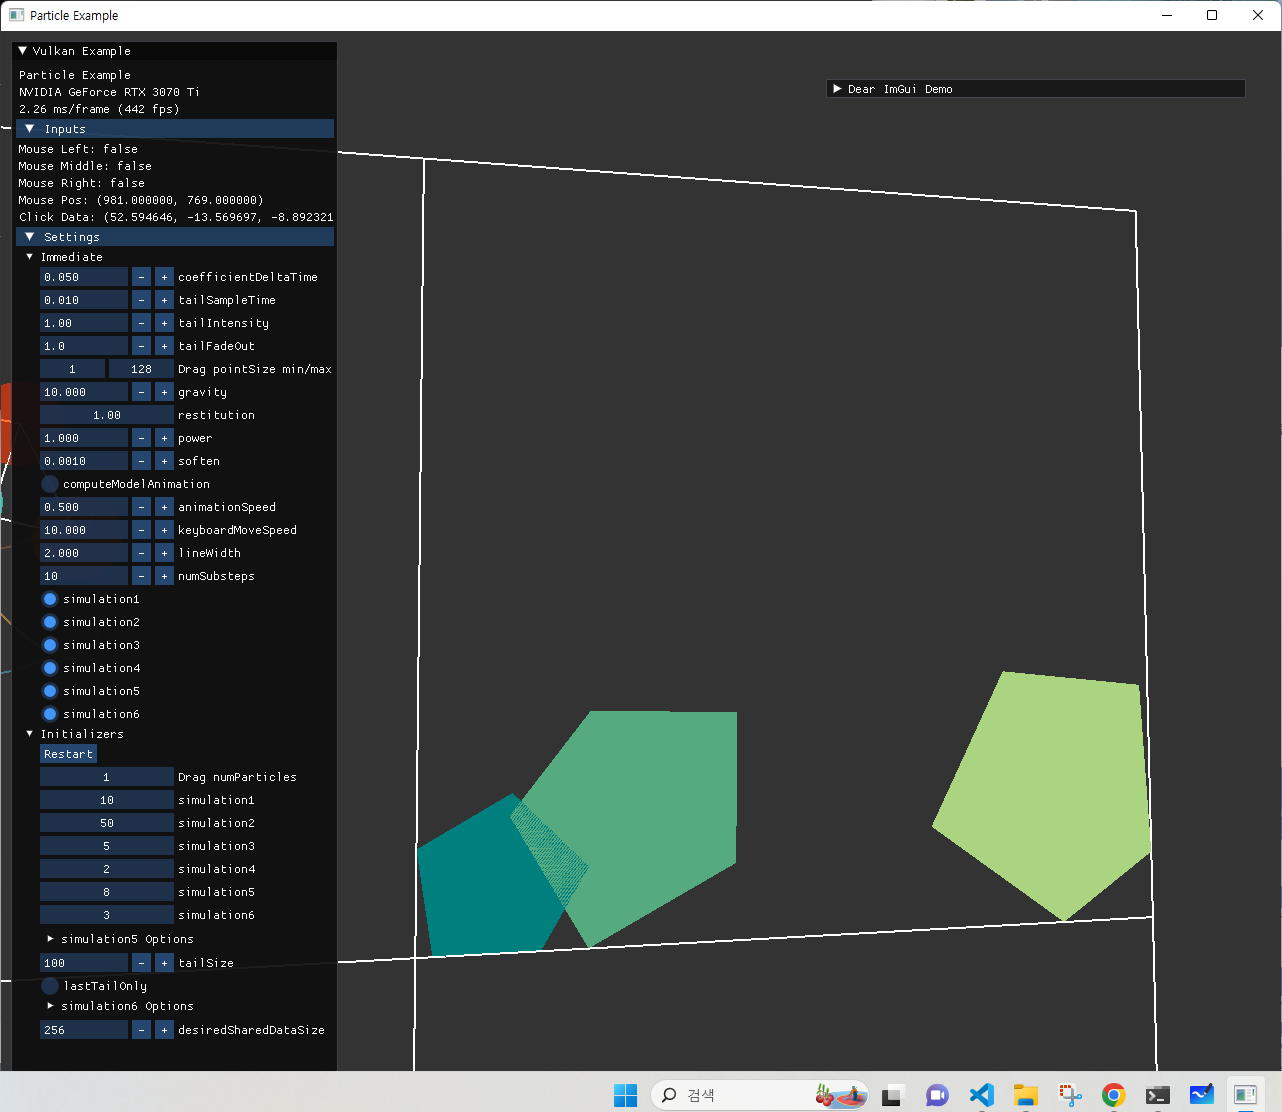 Particle Example
Vulkan Example
Particle Example
NVIDIA GeForce RTX 3070 Ti
2.26 ms/frame (442 fps)
Inputs
Mouse Left: false
Mouse Middle: false
Mouse Right: false
Mouse Pos: (981.000000, 769.000000)
Click Data: (52.594646, -13.569697, -8.892321
Settings
Immediate
0.050 - + coefficientDeltaTime
0.010 - + tailSampleTime
1.00 - + tailIntensity
1.0 - + tailFadeOut
1 128 Drag pointSize min/max
10.000 - + gravity
1.00 restitution
1.000 - + power
0.0010 - + soften
computeModelAnimation
0.500 - + animationSpeed
10.000 - + keyboardMoveSpeed
2.000 - + lineWidth
10 - + numSubsteps
simulation1
simulation2
simulation3
simulation4
simulation5
simulation6
Initializers
Restart
1 Drag numParticles
10 simulation1
50 simulation2
5 simulation3
2 simulation4
8 simulation5
3 simulation6
simulation5 Options
100 - + tailSize
lastTailOnly
simulation6 Options
256 - + desiredSharedDataSize
Dear ImGui Demo
검색